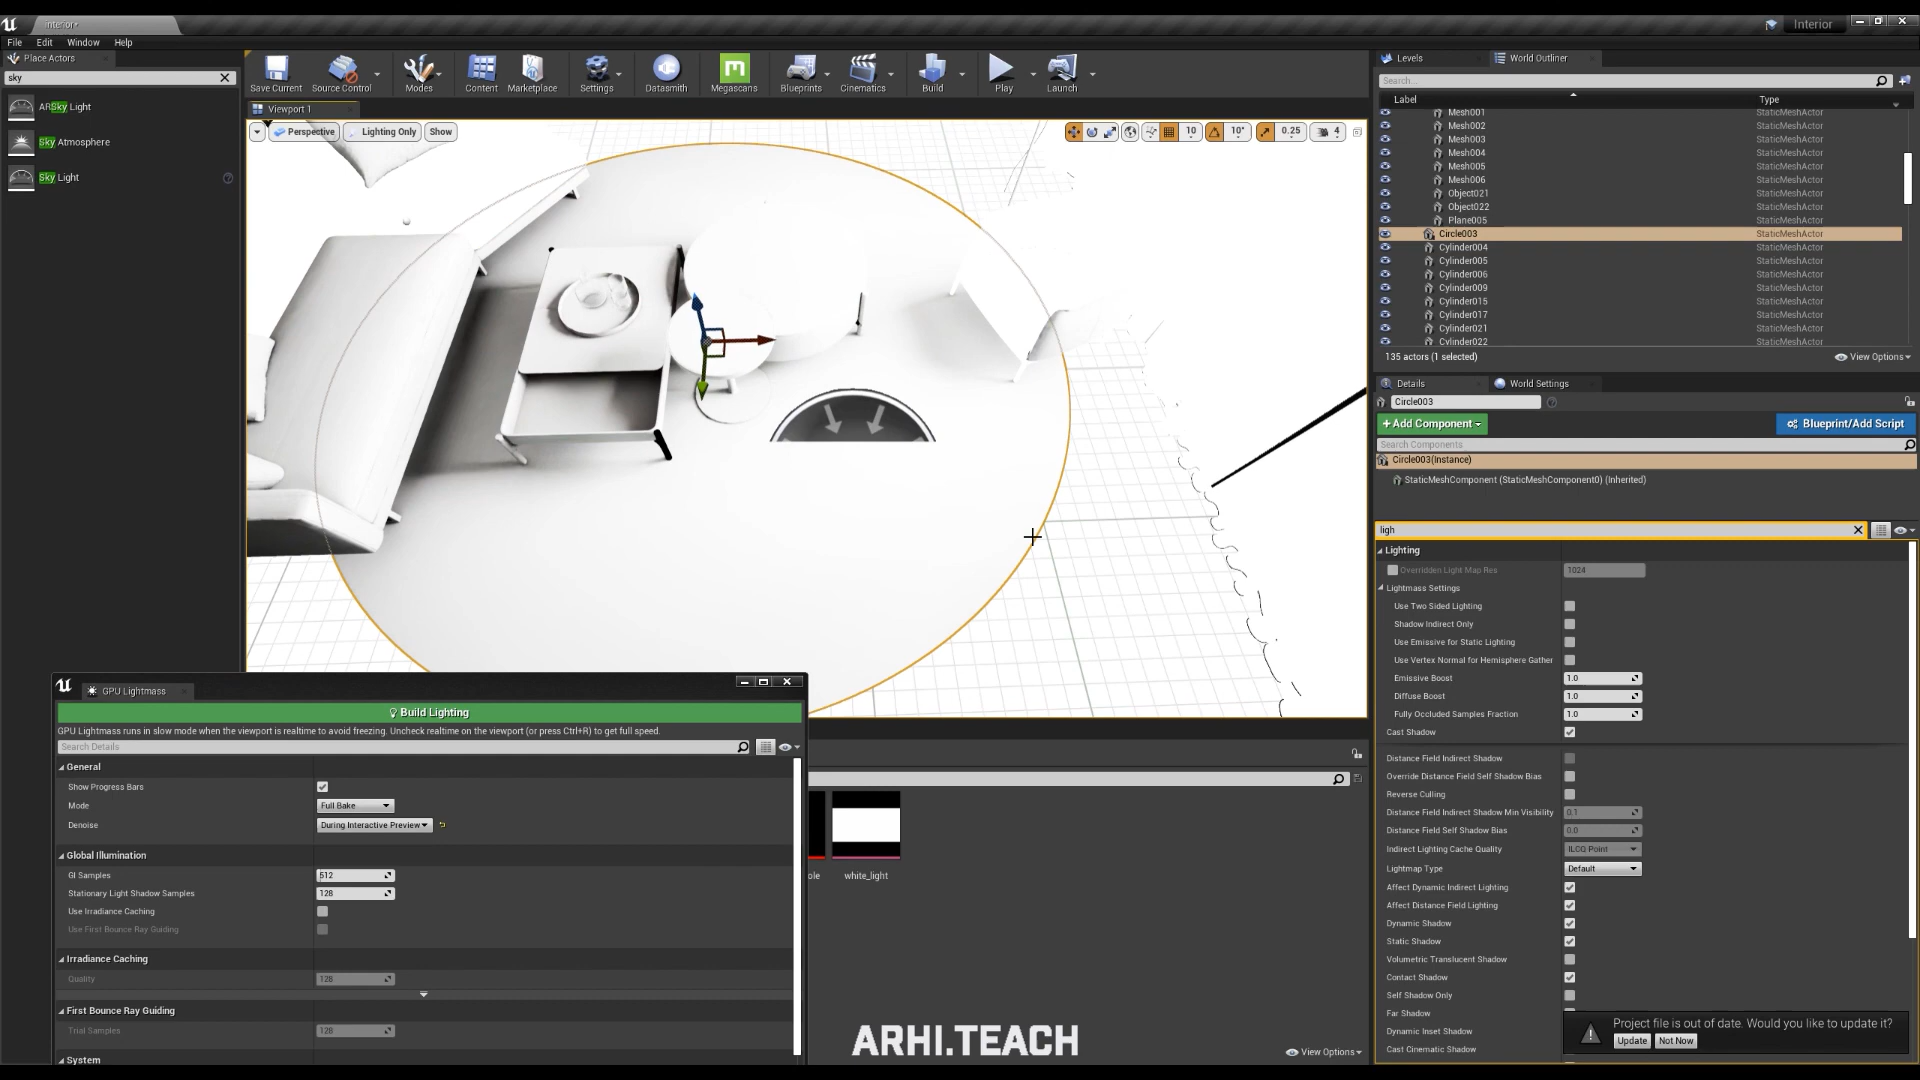 interior*
Interior
File Edit Window Help
Place Actors
sky
ARSky Light
Sky Atmosphere
Sky Light
Save Current
Source Control
Modes
Content
Marketplace
Settings
Datasmith
Megascans
Blueprints
Cinematics
Build
Play
Launch
Viewport 1
Perspective
Lighting Only
Show
10
10°
0.25
4
Levels
World Outliner
Search...
Label Type
Mesh001 StaticMeshActor
Mesh002 StaticMeshActor
Mesh003 StaticMeshActor
Mesh004 StaticMeshActor
Mesh005 StaticMeshActor
Mesh006 StaticMeshActor
Object021 StaticMeshActor
Object022 StaticMeshActor
Plane005 StaticMeshActor
Circle003 StaticMeshActor
Cylinder004 StaticMeshActor
Cylinder005 StaticMeshActor
Cylinder006 StaticMeshActor
Cylinder009 StaticMeshActor
Cylinder015 StaticMeshActor
Cylinder017 StaticMeshActor
Cylinder021 StaticMeshActor
Cylinder022 StaticMeshActor
135 actors (1 selected)
View Options
Details
World Settings
Circle003
+Add Component
Blueprint/Add Script
Search Components
Circle003(Instance)
StaticMeshComponent (StaticMeshComponent0) (Inherited)
ligh
Lighting
Overridden Light Map Res 1024
Lightmass Settings
Use Two Sided Lighting
Shadow Indirect Only
Use Emissive for Static Lighting
Use Vertex Normal for Hemisphere Gather
Emissive Boost 1.0
Diffuse Boost 1.0
Fully Occluded Samples Fraction 1.0
Cast Shadow
Distance Field Indirect Shadow
Override Distance Field Self Shadow Bias
Reverse Culling
Distance Field Indirect Shadow Min Visibility 0.1
Distance Field Self Shadow Bias 0.0
Indirect Lighting Cache Quality ILCQ Point
Lightmap Type Default
Affect Dynamic Indirect Lighting
Affect Distance Field Lighting
Dynamic Shadow
Static Shadow
Volumetric Translucent Shadow
Contact Shadow
Self Shadow Only
Far Shadow
Dynamic Inset Shadow
Cast Cinematic Shadow
Project file is out of date. Would you like to update it?
Update
Not Now
GPU Lightmass
Build Lighting
GPU Lightmass runs in slow mode when the viewport is realtime to avoid freezing. Uncheck realtime on the viewport (or press Ctrl+R) to get full speed.
Search Details
General
Show Progress Bars
Mode Full Bake
Denoise During Interactive Preview
Global Illumination
GI Samples 512
Stationary Light Shadow Samples 128
Use Irradiance Caching
Use First Bounce Ray Guiding
Irradiance Caching
Quality 128
First Bounce Ray Guiding
Trial Samples 128
System
ole
white_light
ARHI.TEACH
View Options